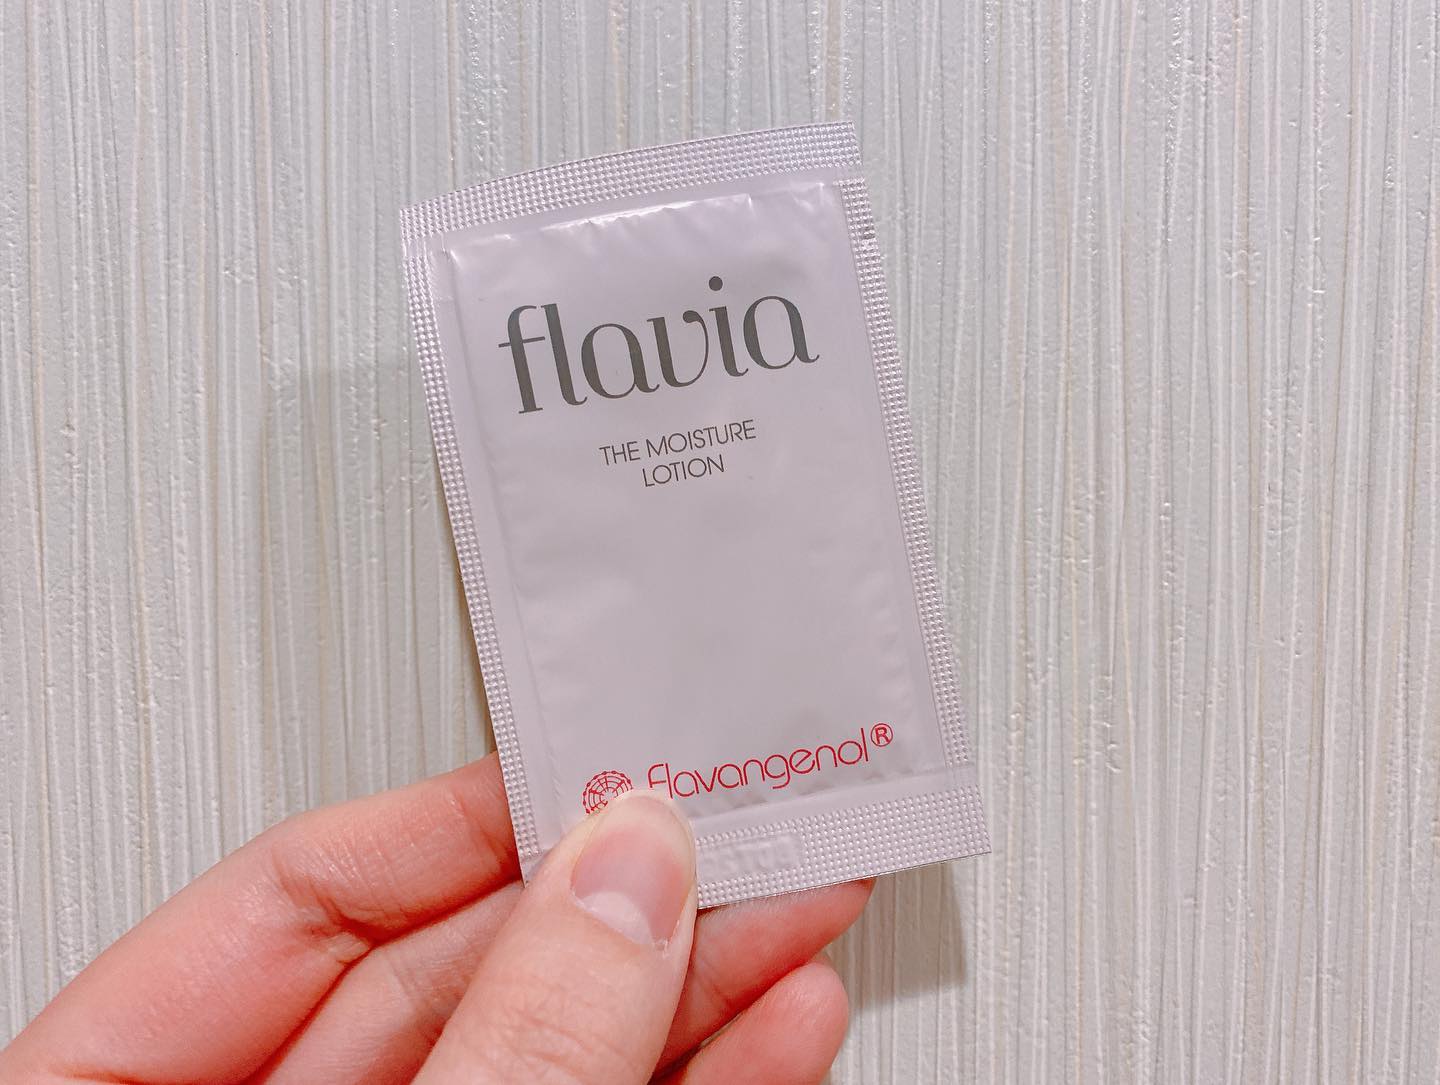 flavia
THE MOISTURE
LOTION
flavangenol®